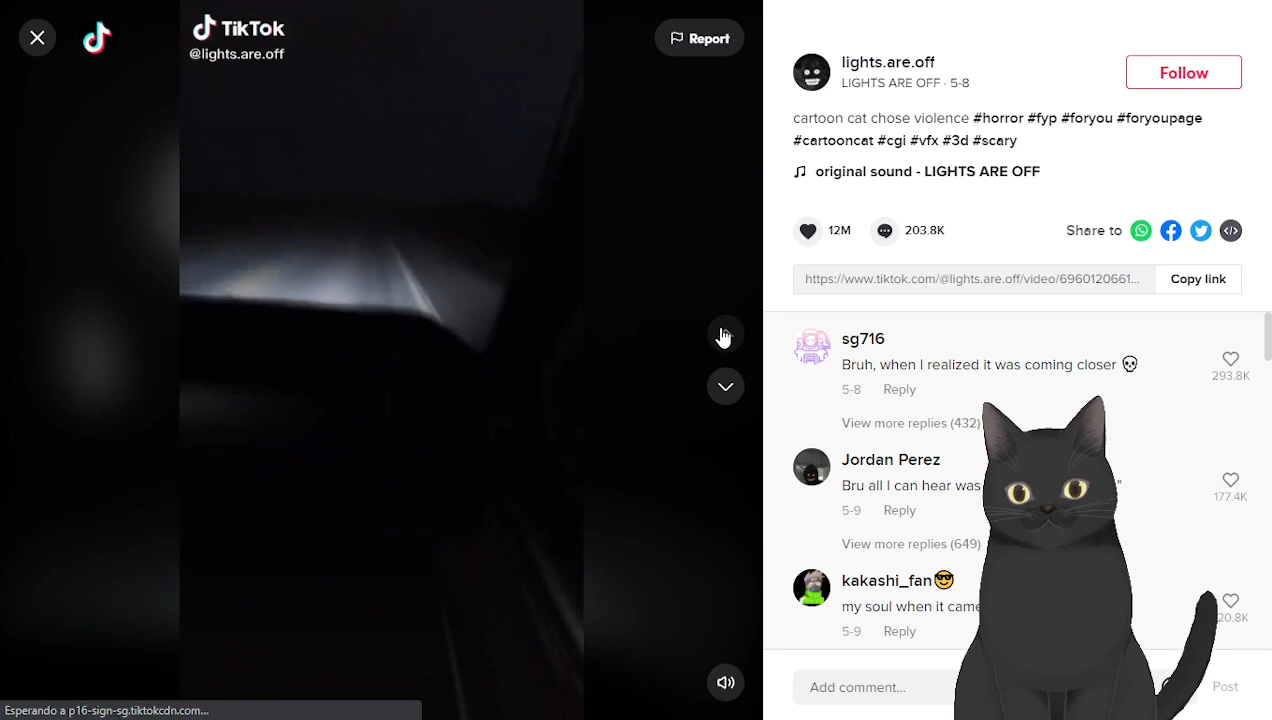 TikTok
@lights.are.off
Report
lights.are.off
LIGHTS ARE OFF · 5-8
Follow
cartoon cat chose violence #horror #fyp #foryou #foryoupage
#cartooncat #cgi #vfx #3d #scary
original sound - LIGHTS ARE OFF
12M
203.8K
Share to
https://www.tiktok.com/@lights.are.off/video/6960120661...
Copy link
sg716
Bruh, when I realized it was coming closer 💀
293.8K
5-8 Reply
View more replies (432)
Jordan Perez
Bru all I can hear was
177.4K
5-9 Reply
View more replies (649)
kakashi_fan😎
my soul when it came
20.8K
5-9 Reply
Add comment...
Post
Esperando a p16-sign-sg.tiktokcdn.com...